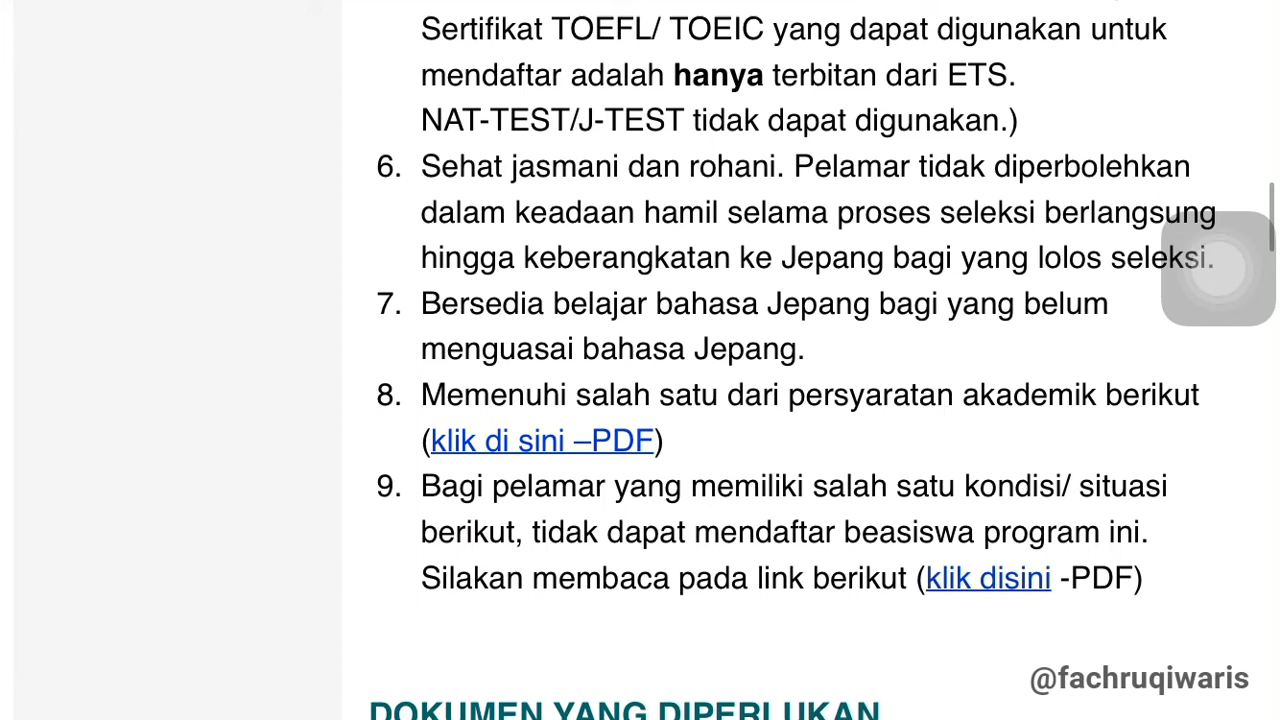 Sertifikat TOEFL/ TOEIC yang dapat digunakan untuk
mendaftar adalah hanya terbitan dari ETS.
NAT-TEST/J-TEST tidak dapat digunakan.)
6. Sehat jasmani dan rohani. Pelamar tidak diperbolehkan
dalam keadaan hamil selama proses seleksi berlangsung
hingga keberangkatan ke Jepang bagi yang lolos seleksi.
7. Bersedia belajar bahasa Jepang bagi yang belum
menguasai bahasa Jepang.
8. Memenuhi salah satu dari persyaratan akademik berikut
(klik di sini –PDF)
9. Bagi pelamar yang memiliki salah satu kondisi/ situasi
berikut, tidak dapat mendaftar beasiswa program ini.
Silakan membaca pada link berikut (klik disini -PDF)
@fachruqiwaris
DOKUMEN YANG DIPERLUKAN